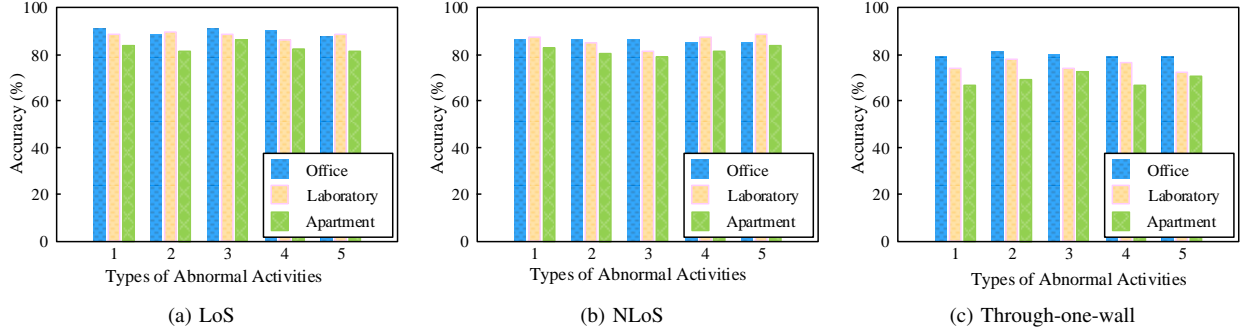 100
80
60
40
20
0
Accuracy (%)
Office
Laboratory
Apartment
1 2 3 4 5
Types of Abnormal Activities
(a) LoS
100
80
60
40
20
0
Accuracy (%)
Office
Laboratory
Apartment
1 2 3 4 5
Types of Abnormal Activities
(b) NLoS
100
80
60
40
20
0
Accuracy (%)
Office
Laboratory
Apartment
1 2 3 4 5
Types of Abnormal Activities
(c) Through-one-wall